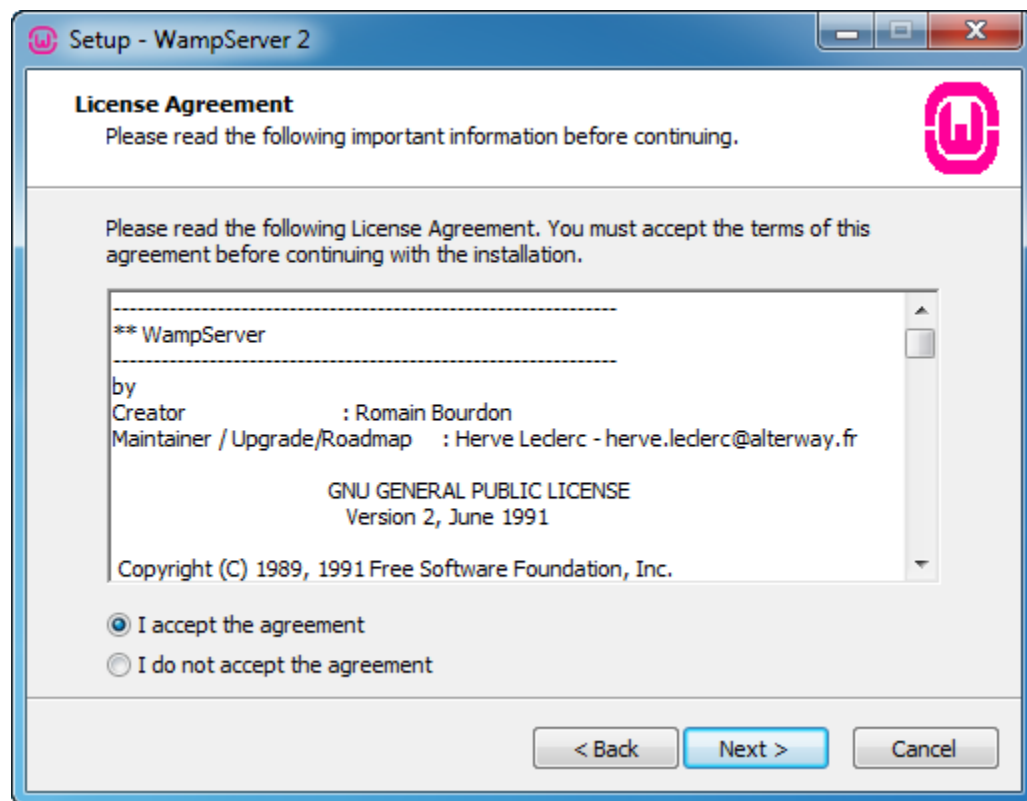 Setup - WampServer 2
License Agreement
Please read the following important information before continuing.
Please read the following License Agreement. You must accept the terms of this
agreement before continuing with the installation.
---------------------------------------------------------------
** WampServer
---------------------------------------------------------------
by
Creator : Romain Bourdon
Maintainer / Upgrade/Roadmap : Herve Leclerc - herve.leclerc@alterway.fr
GNU GENERAL PUBLIC LICENSE
Version 2, June 1991
Copyright (C) 1989, 1991 Free Software Foundation, Inc.
I accept the agreement
I do not accept the agreement
< Back Next > Cancel